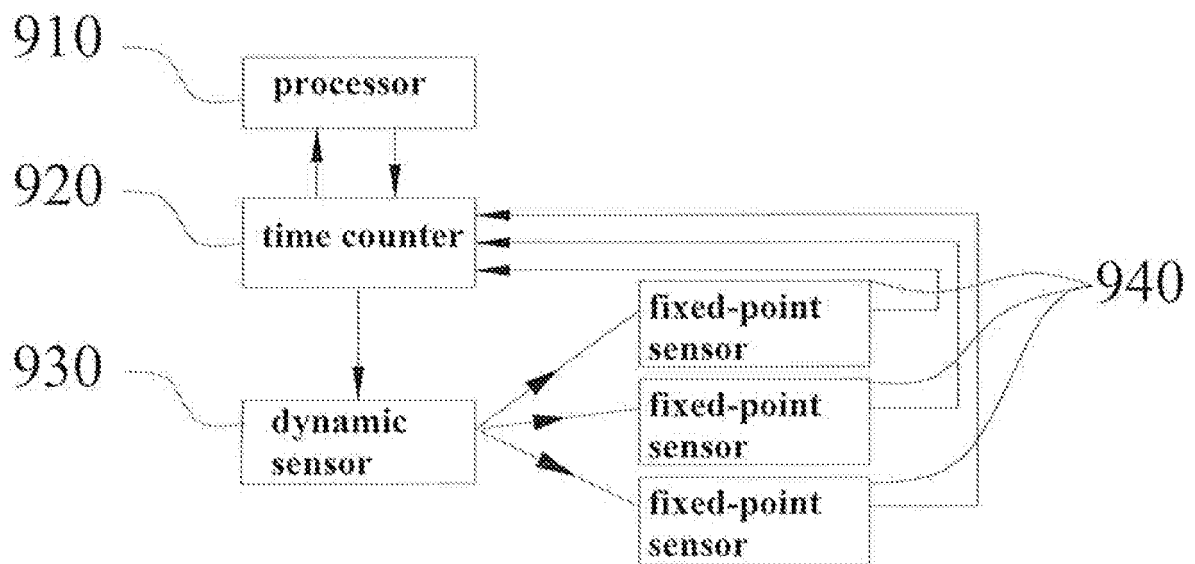 910
processor
920
time counter
940
fixed-point
sensor
930
dynamic
sensor
fixed-point
sensor
fixed-point
sensor